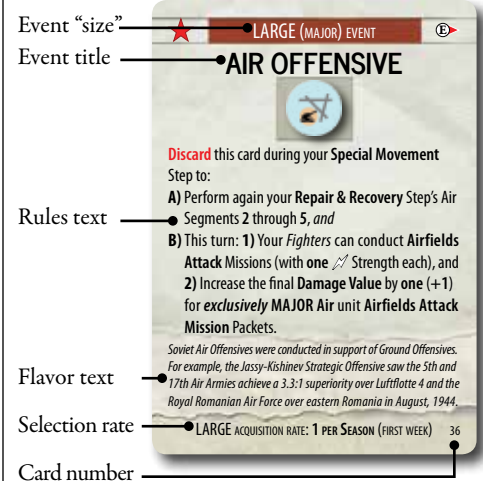 Event “size”
LARGE (MAJOR) EVENT
E
Event title
AIR OFFENSIVE
Discard this card during your Special Movement
Step to:
A) Perform again your Repair & Recovery Step's Air
Rules text
Segments 2 through 5, and
B) This turn: 1) Your Fighters can conduct Airfields
Attack Missions (with one Strength each), and
2) Increase the final Damage Value by one (+1)
for exclusively MAJOR Air unit Airfields Attack
Mission Packets.
Soviet Air Offensives were conducted in support of Ground Offensives.
For example, the Jassy-Kishinev Strategic Offensive saw the 5th and
Flavor text
17th Air Armies achieve a 3.3:1 superiority over Luftflotte 4 and the
Royal Romanian Air Force over eastern Romania in August, 1944.
Selection rate
LARGE ACQUISITION RATE: 1 PER SEASON (FIRST WEEK) 36
Card number